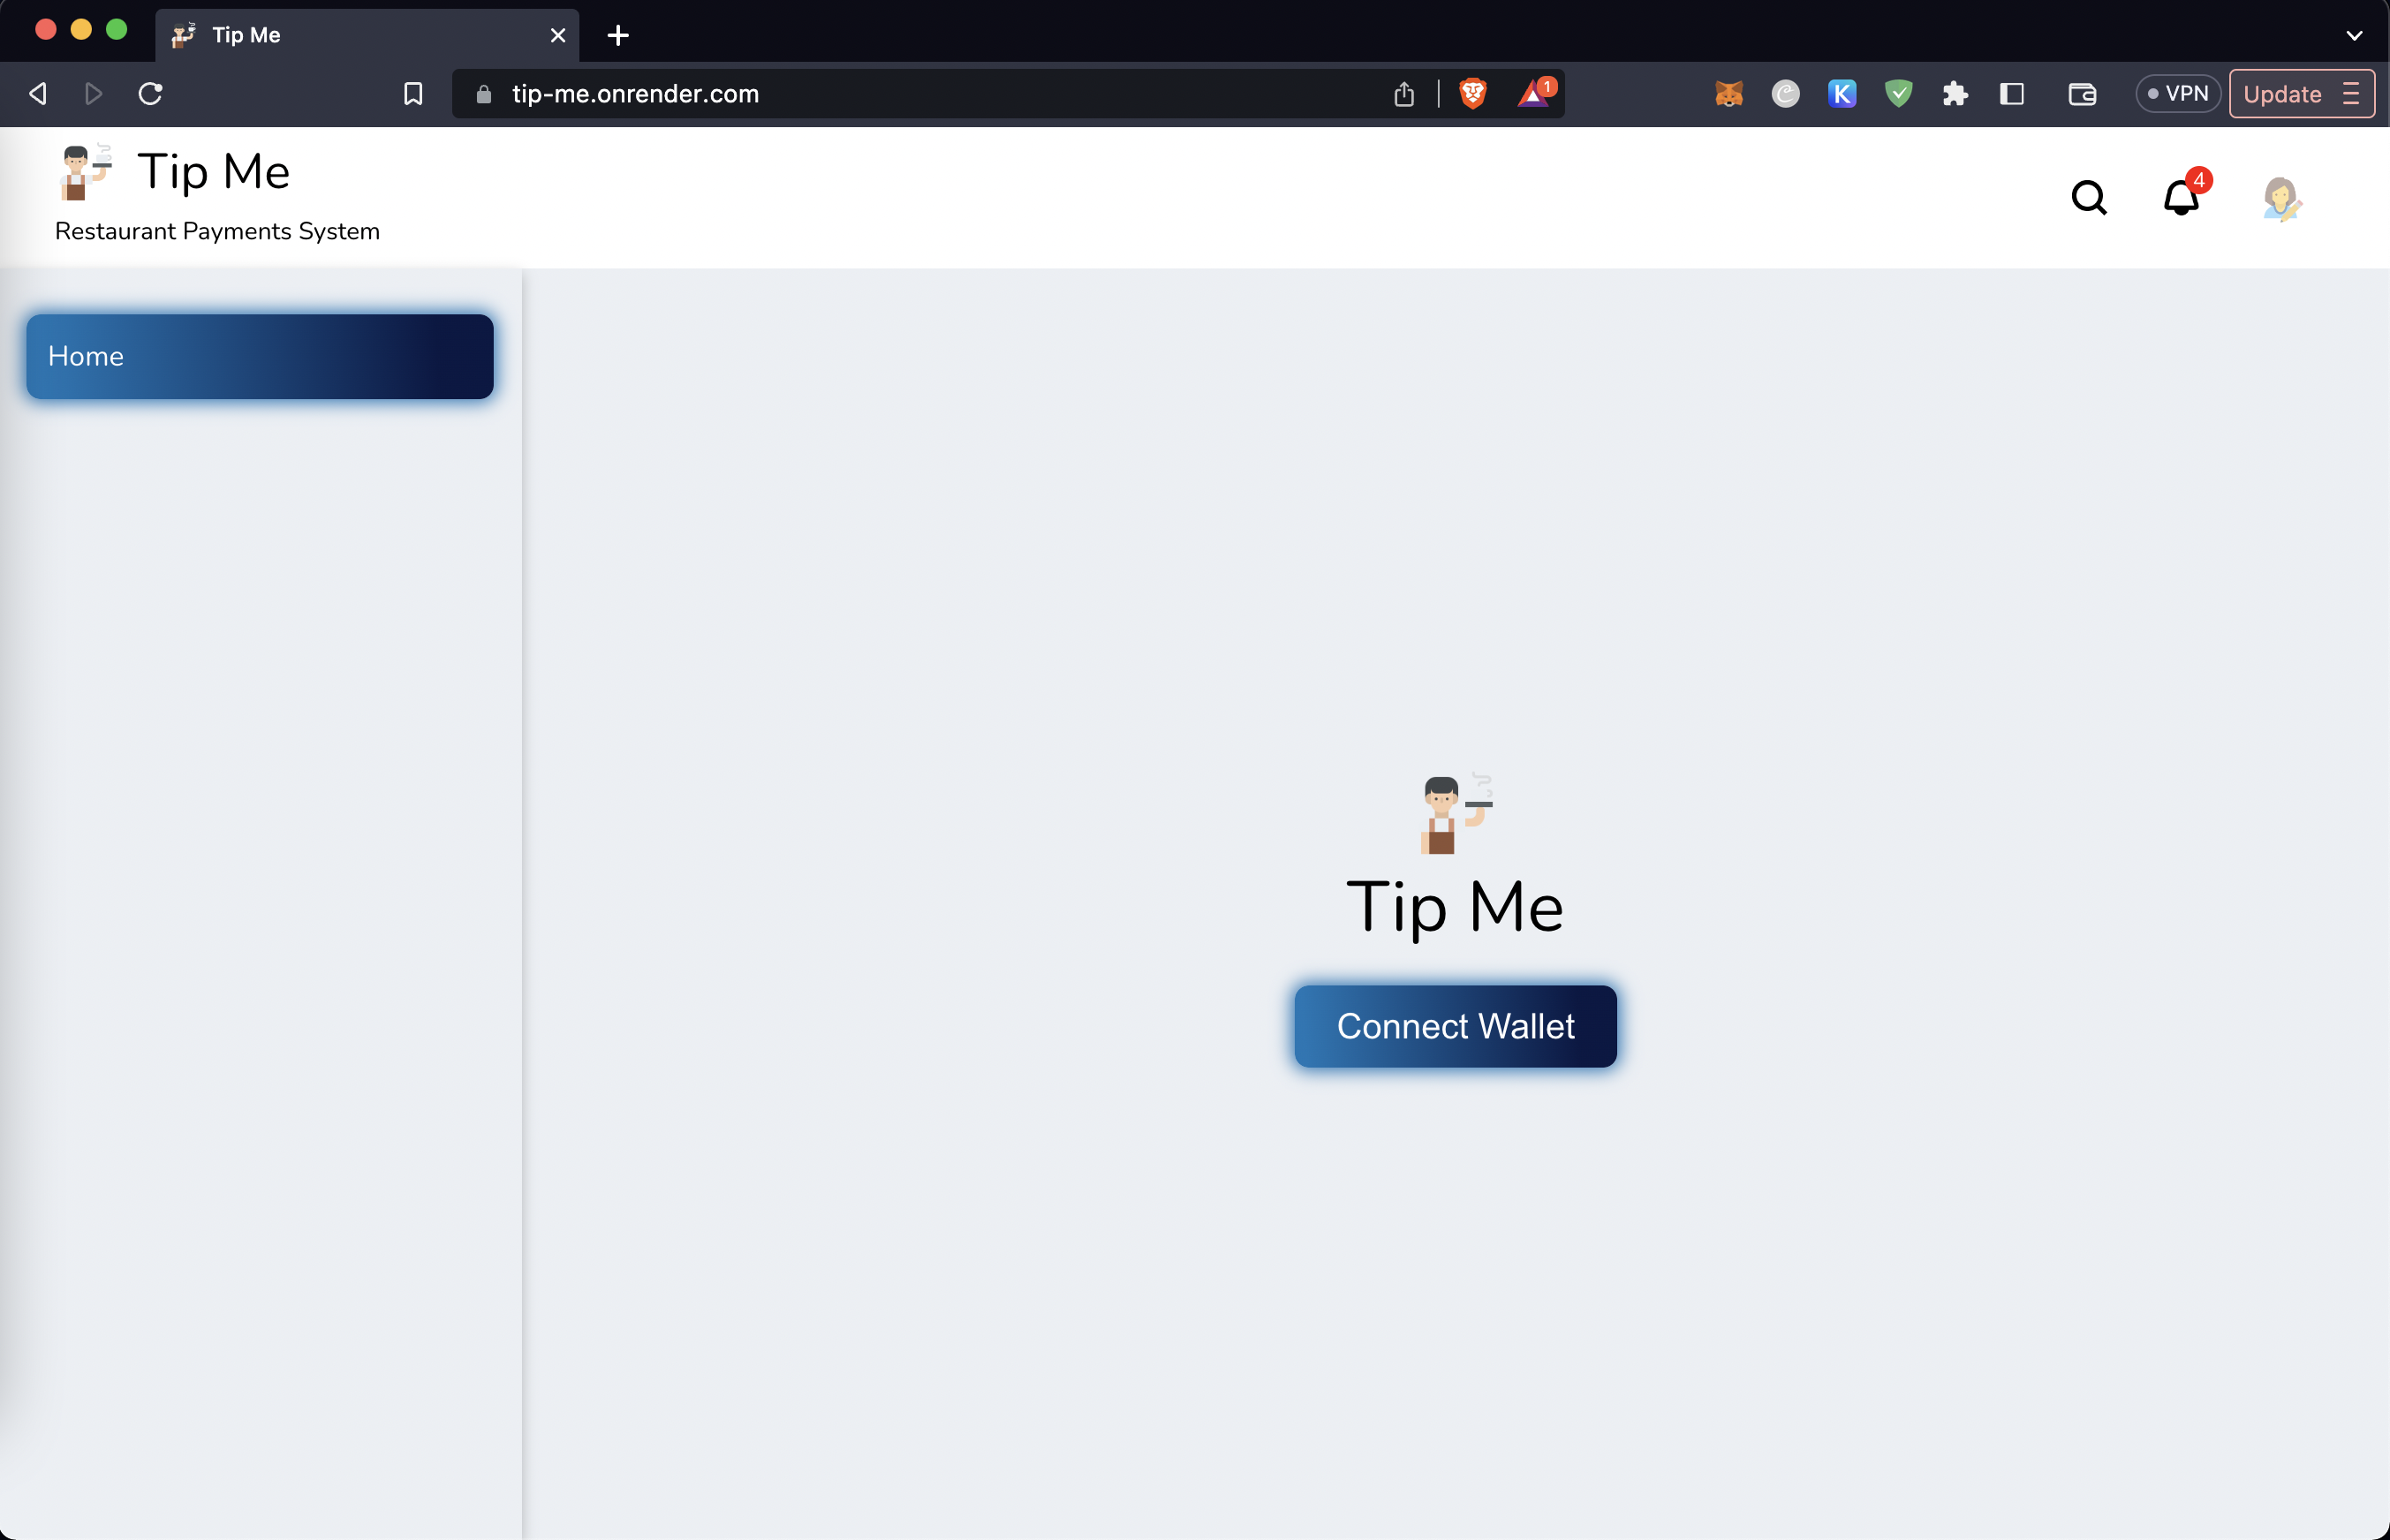 Tip Me
tip-me.onrender.com
1
K
VPN
Update
Tip Me
Restaurant Payments System
4
Home
Tip Me
Connect Wallet